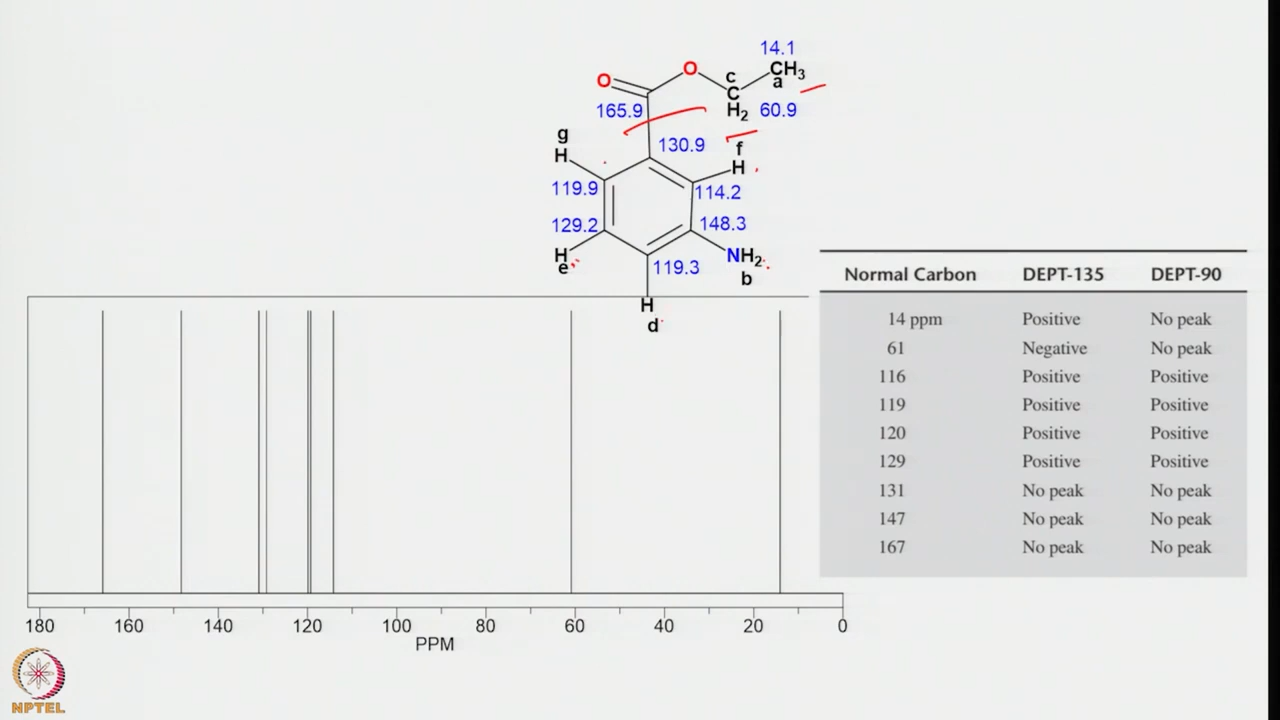 14.1
O
O
c
CH3
a
C
H2
60.9
165.9
g
H
130.9
f
H
119.9
114.2
129.2
148.3
H
e
NH2
b
119.3
H
d
Normal Carbon DEPT-135 DEPT-90
14 ppm Positive No peak
61 Negative No peak
116 Positive Positive
119 Positive Positive
120 Positive Positive
129 Positive Positive
131 No peak No peak
147 No peak No peak
167 No peak No peak
180 160 140 120 100 80 60 40 20 0
PPM
NPTEL